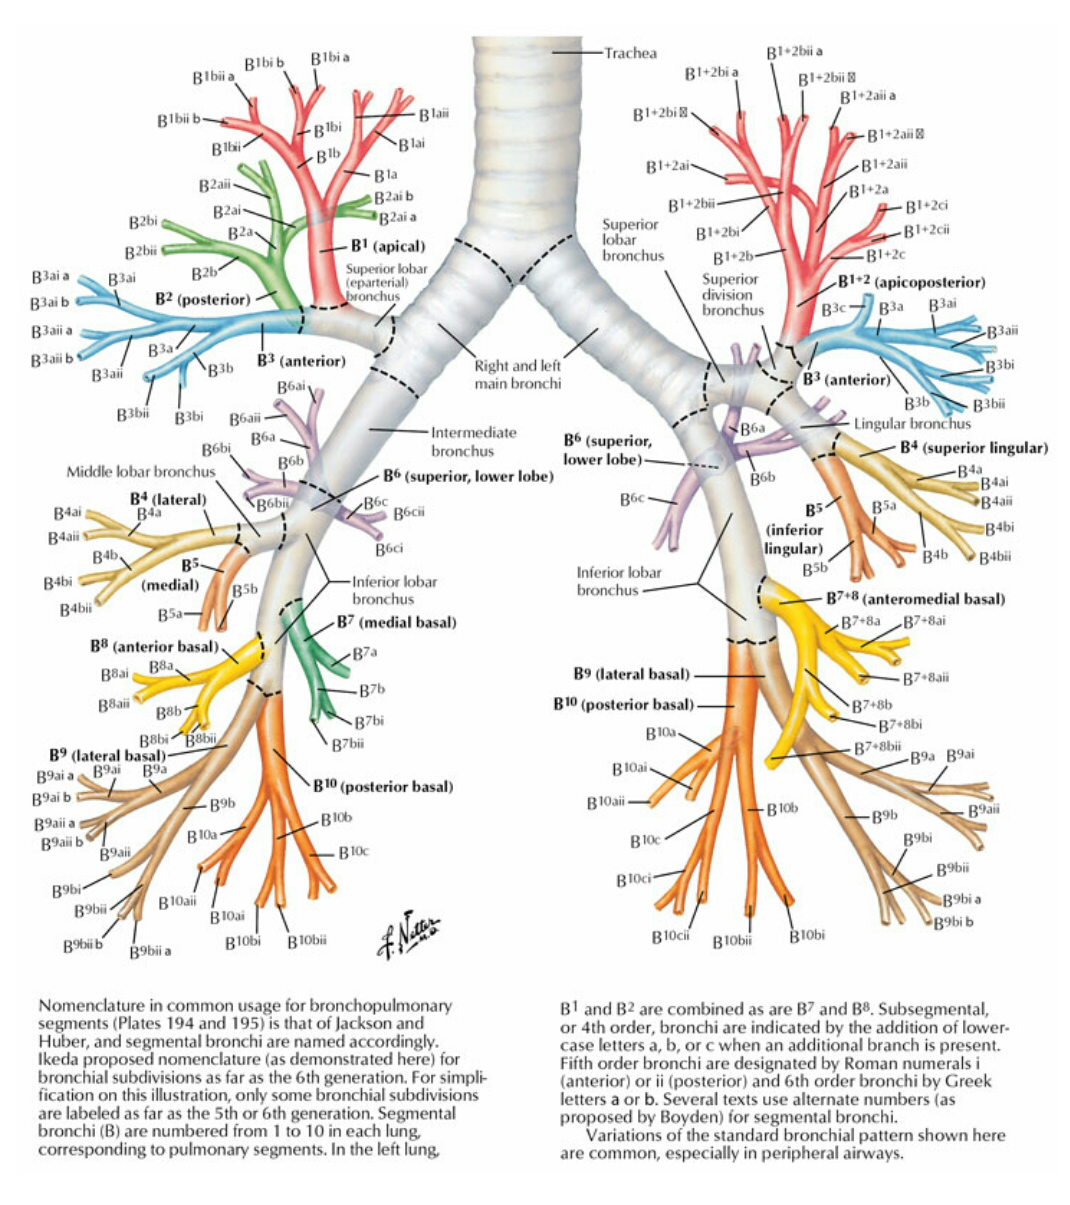 Trachea
B1bi a
B1bi b
B1bii a
B1bii b
B1bi
B1bii
B1b
B1aii
B1ai
B1a
B2aii
B2ai b
B2ai
B2ai a
B2bi
B2a
B2bii
B2b
B1 (apical)
B3ai a
B3ai
B3ai b
B2 (posterior)
Superior lobar
(eparterial)
bronchus
B3aii a
B3a
B3aii b
B3aii
B3b
B3 (anterior)
B3bii
B3bi
Right and left
main bronchi
B6ai
B6aii
B6a
B6bi
B6b
Intermediate
bronchus
Middle lobar bronchus
B6bii
B6 (superior, lower lobe)
B4 (lateral)
B6c
B6cii
B6ci
B4ai
B4a
B4aii
B4b
B4bi
B4bii
B5
(medial)
B5b
B5a
Inferior lobar
bronchus
B7 (medial basal)
B8 (anterior basal)
B8ai
B8a
B7a
B8aii
B8b
B7b
B8bi
B8bii
B7bi
B7bii
B9 (lateral basal)
B9ai a
B9ai
B9a
B9ai b
B10 (posterior basal)
B9aii a
B9b
B9aii b
B9aii
B10a
B10b
B10c
B9bi
B9bii
B10aii
B10ai
B9bii b
B9bii a
B10bi
B10bii
B1+2bii a
B1+2bi a
B1+2bii
B1+2bi
B1+2aii a
B1+2aii
B1+2ai
B1+2aii
B1+2a
B1+2bii
B1+2ci
B1+2bi
B1+2cii
B1+2b
B1+2c
Superior
lobar
bronchus
Superior
division
bronchus
B1+2 (apicoposterior)
B3c
B3a
B3ai
B3aii
B3bi
B3 (anterior)
B3b
B3bii
Lingular bronchus
B6 (superior,
lower lobe)
B6a
B6b
B6c
B4 (superior lingular)
B4a
B4ai
B4aii
B5
(inferior
lingular)
B5a
B4bi
B5b
B4b
B4bii
Inferior lobar
bronchus
B7+8 (anteromedial basal)
B7+8a
B7+8ai
B7+8aii
B9 (lateral basal)
B10 (posterior basal)
B7+8b
B7+8bi
B7+8bii
B10a
B10ai
B10aii
B9a
B9ai
B9aii
B10b
B9b
B10c
B9bi
B10ci
B9bii
B9bi a
B9bi b
B10cii
B10bii
B10bi
F. Netter M.D.
Nomenclature in common usage for bronchopulmonary
segments (Plates 194 and 195) is that of Jackson and
Huber, and segmental bronchi are named accordingly.
Ikeda proposed nomenclature (as demonstrated here) for
bronchial subdivisions as far as the 6th generation. For simpli-
fication on this illustration, only some bronchial subdivisions
are labeled as far as the 5th or 6th generation. Segmental
bronchi (B) are numbered from 1 to 10 in each lung,
corresponding to pulmonary segments. In the left lung,
B1 and B2 are combined as are B7 and B8. Subsegmental,
or 4th order, bronchi are indicated by the addition of lower-
case letters a, b, or c when an additional branch is present.
Fifth order bronchi are designated by Roman numerals i
(anterior) or ii (posterior) and 6th order bronchi by Greek
letters a or b. Several texts use alternate numbers (as
proposed by Boyden) for segmental bronchi.
Variations of the standard bronchial pattern shown here
are common, especially in peripheral airways.